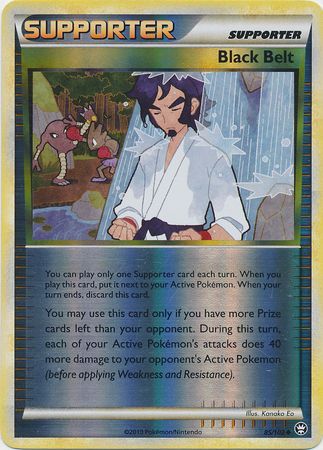 SUPPORTER
SUPPORTER
Black Belt
You can play only one Supporter card each turn. When you
play this card, put it next to your Active Pokémon. When your
turn ends, discard this card.
You may use this card only if you have more Prize
cards left than your opponent. During this turn,
each of your Active Pokémon's attacks does 40
more damage to your opponent's Active Pokémon
(before applying Weakness and Resistance).
Illus. Kanako Eo
©2010 Pokémon/Nintendo
85/102